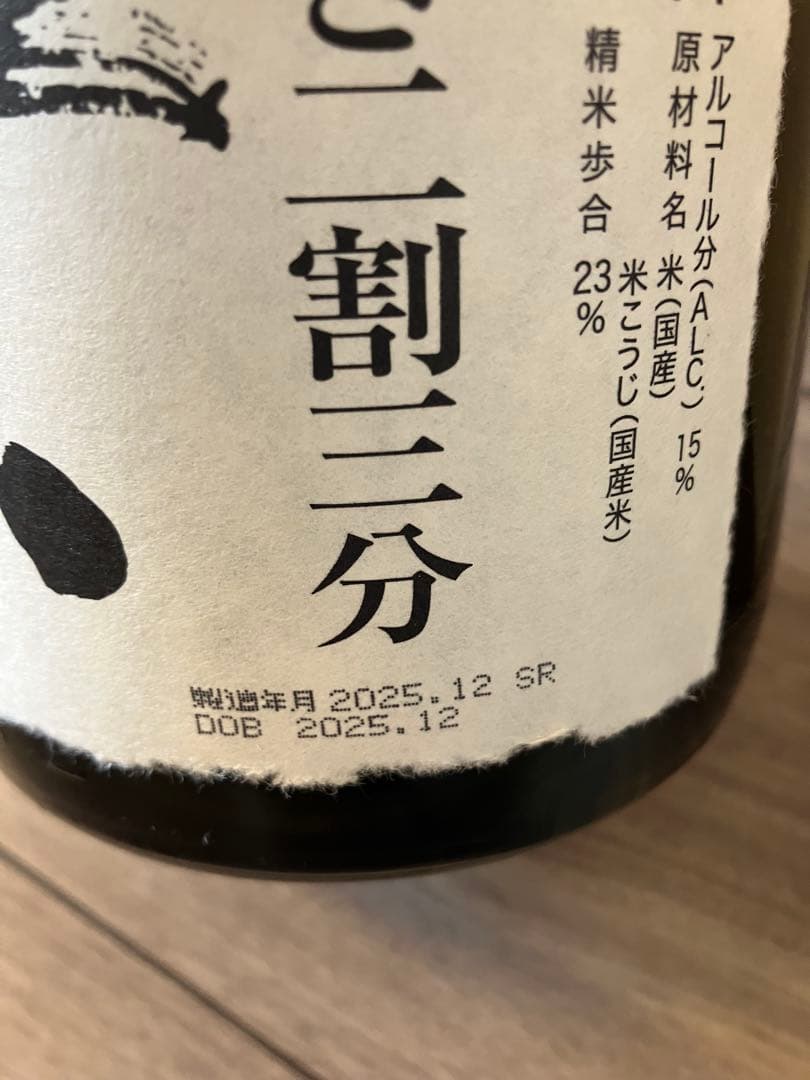 アルコール分(ALC.) 15%
原材料名 米(国産)
米こうじ(国産米)
精米歩合 23%
二割三分
製造年月 2025.12 SR
DOB 2025.12